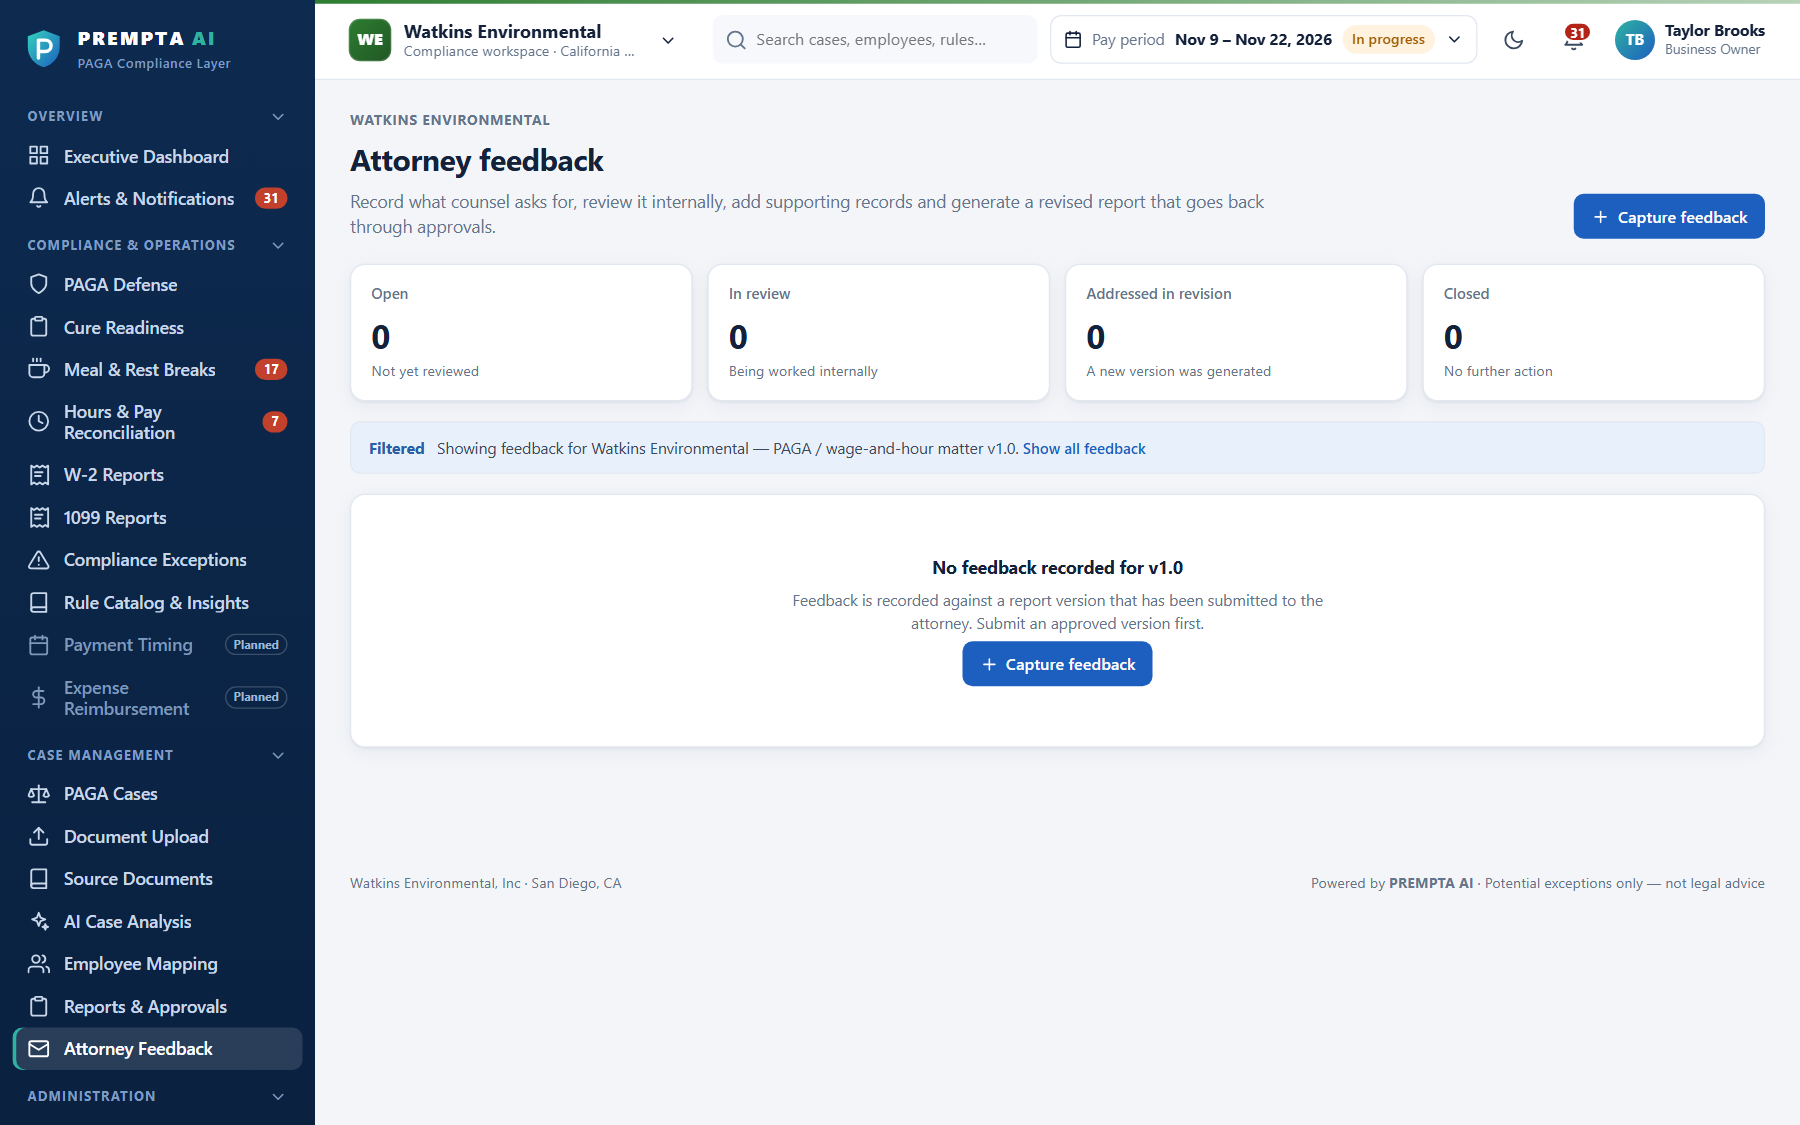 PREMPTA AI
PAGA Compliance Layer
OVERVIEW
Executive Dashboard
Alerts & Notifications 31
COMPLIANCE & OPERATIONS
PAGA Defense
Cure Readiness
Meal & Rest Breaks 17
Hours & Pay
Reconciliation 7
W-2 Reports
1099 Reports
Compliance Exceptions
Rule Catalog & Insights
Payment Timing Planned
Expense
Reimbursement Planned
CASE MANAGEMENT
PAGA Cases
Document Upload
Source Documents
AI Case Analysis
Employee Mapping
Reports & Approvals
Attorney Feedback
ADMINISTRATION
WE
Watkins Environmental
Compliance workspace · California ...
Search cases, employees, rules...
Pay period Nov 9 – Nov 22, 2026 In progress
31
TB
Taylor Brooks
Business Owner
WATKINS ENVIRONMENTAL
Attorney feedback
Record what counsel asks for, review it internally, add supporting records and generate a revised report that goes back
through approvals.
Capture feedback
Open
0
Not yet reviewed
In review
0
Being worked internally
Addressed in revision
0
A new version was generated
Closed
0
No further action
Filtered Showing feedback for Watkins Environmental — PAGA / wage-and-hour matter v1.0. Show all feedback
No feedback recorded for v1.0
Feedback is recorded against a report version that has been submitted to the
attorney. Submit an approved version first.
Capture feedback
Watkins Environmental, Inc · San Diego, CA
Powered by PREMPTA AI · Potential exceptions only — not legal advice